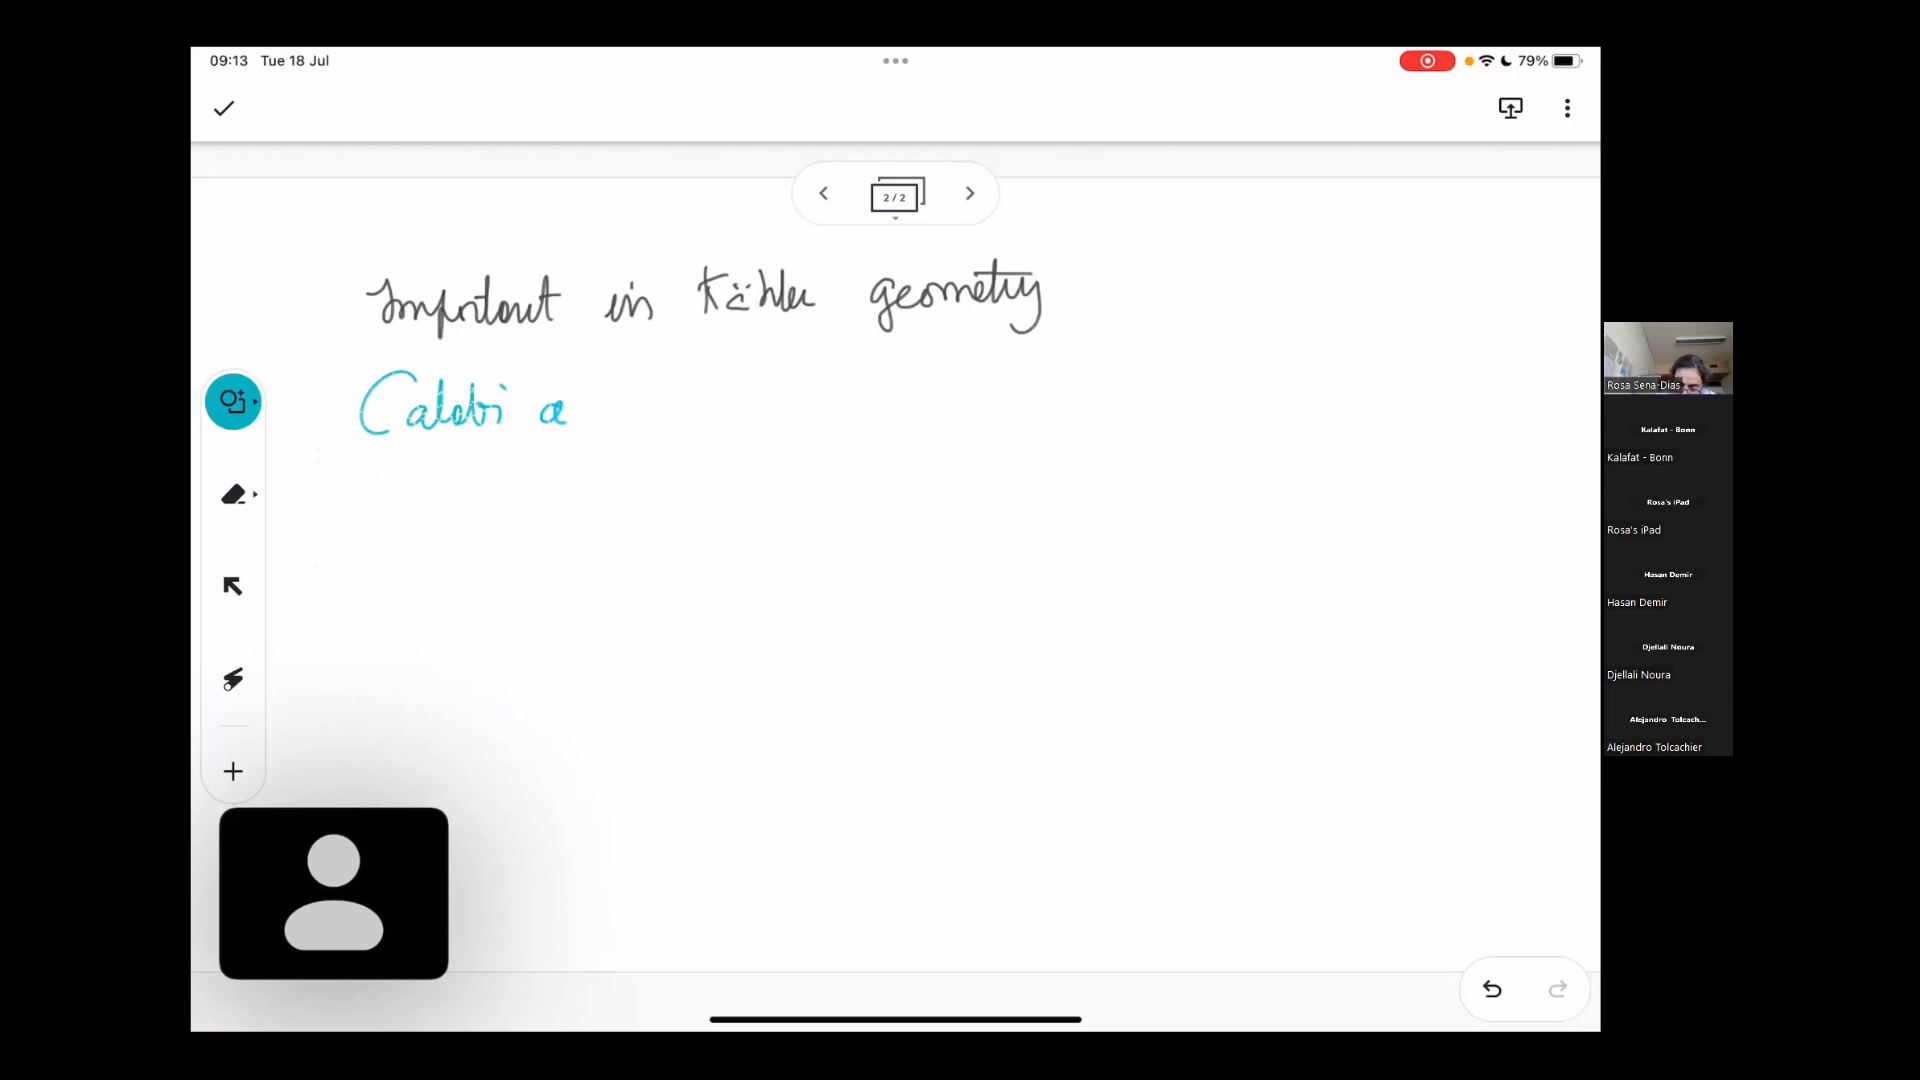 09:13 Tue 18 Jul
79%
2 / 2
Important in Kähler geometry
Calabi a
Rosa Sena-Dias
Kalafat - Bonn
Kalafat - Bonn
Rosa's iPad
Rosa's iPad
Hasan Demir
Hasan Demir
Djellali Noura
Djellali Noura
Alejandro Tolcach...
Alejandro Tolcachier